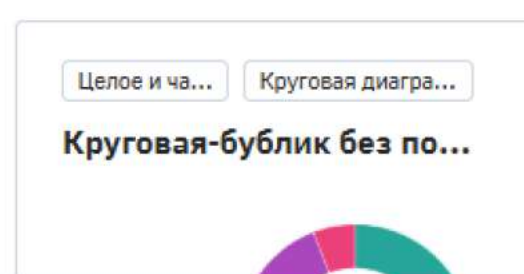 Целое и ча...
Круговая диагра...
Круговая-бублик без по...